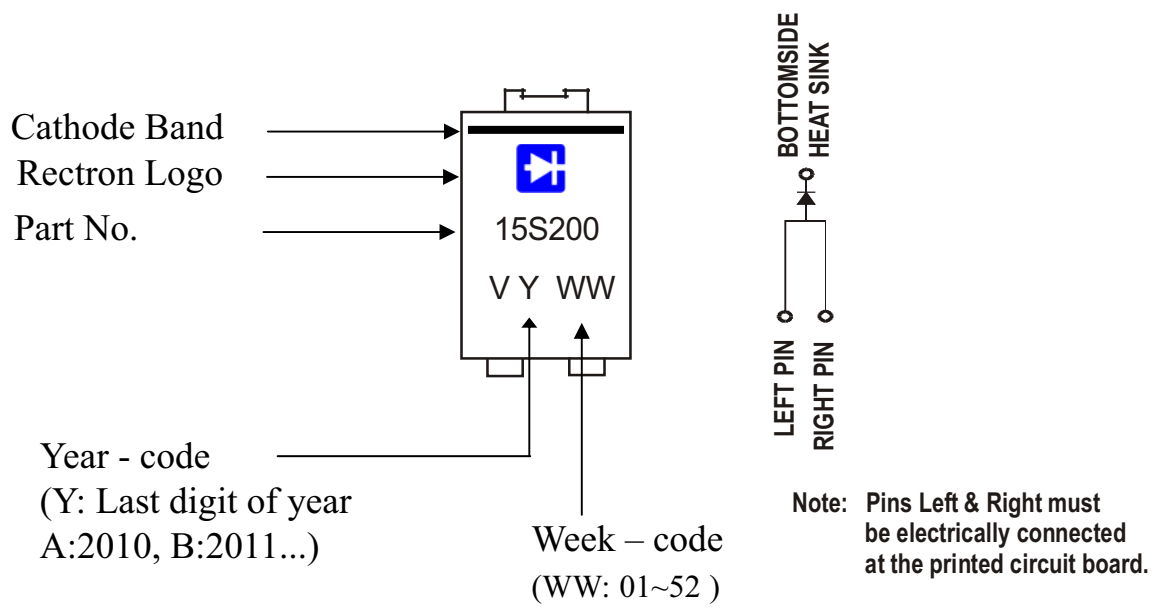 Cathode Band
Rectron Logo
Part No.
15S200
V Y WW
Year - code
(Y: Last digit of year
A:2010, B:2011...)
Week – code
(WW: 01~52 )
BOTTOMSIDE
HEAT SINK
LEFT PIN
RIGHT PIN
Note: Pins Left & Right must
be electrically connected
at the printed circuit board.